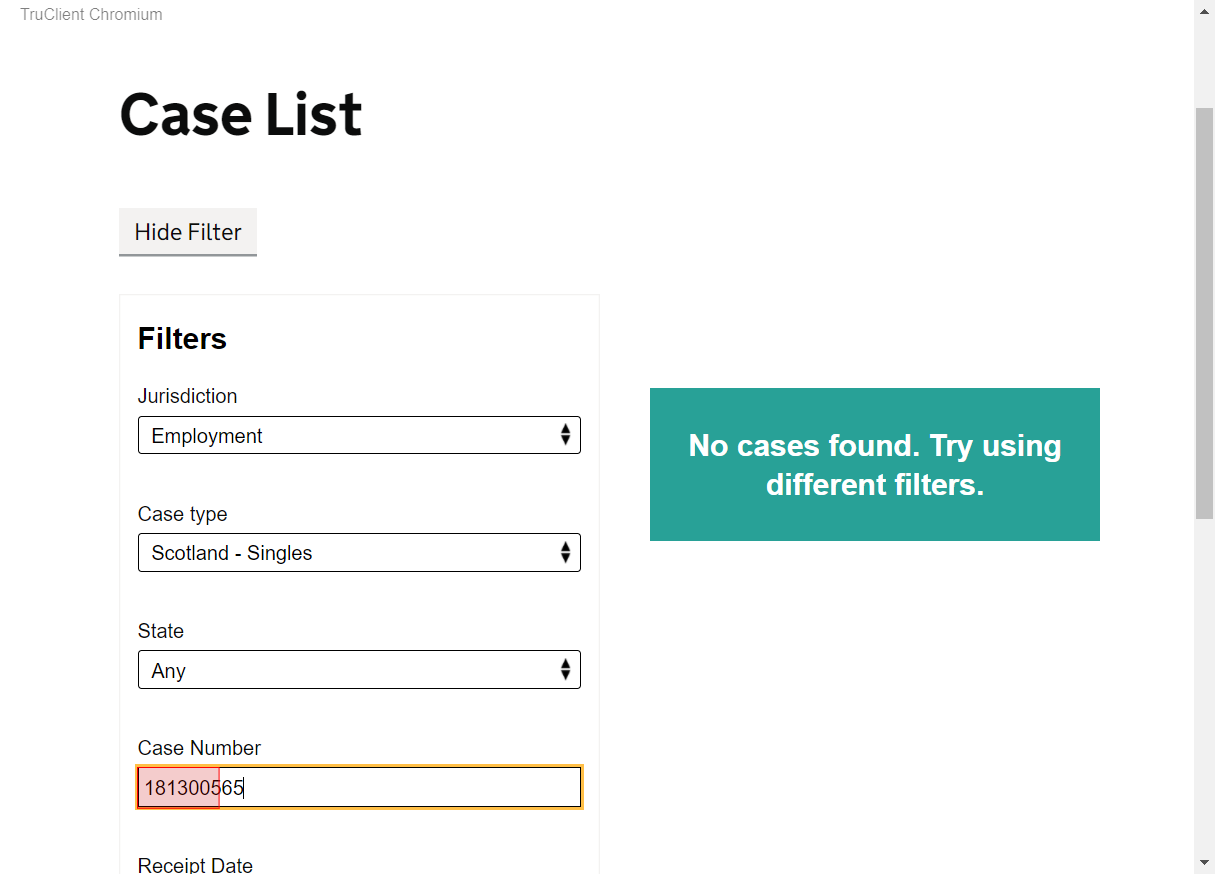 TruClient Chromium
Case List
Hide Filter
Filters
Jurisdiction
Employment
No cases found. Try using
different filters.
Case type
Scotland - Singles
State
Any
Case Number
181300565
Receipt Date